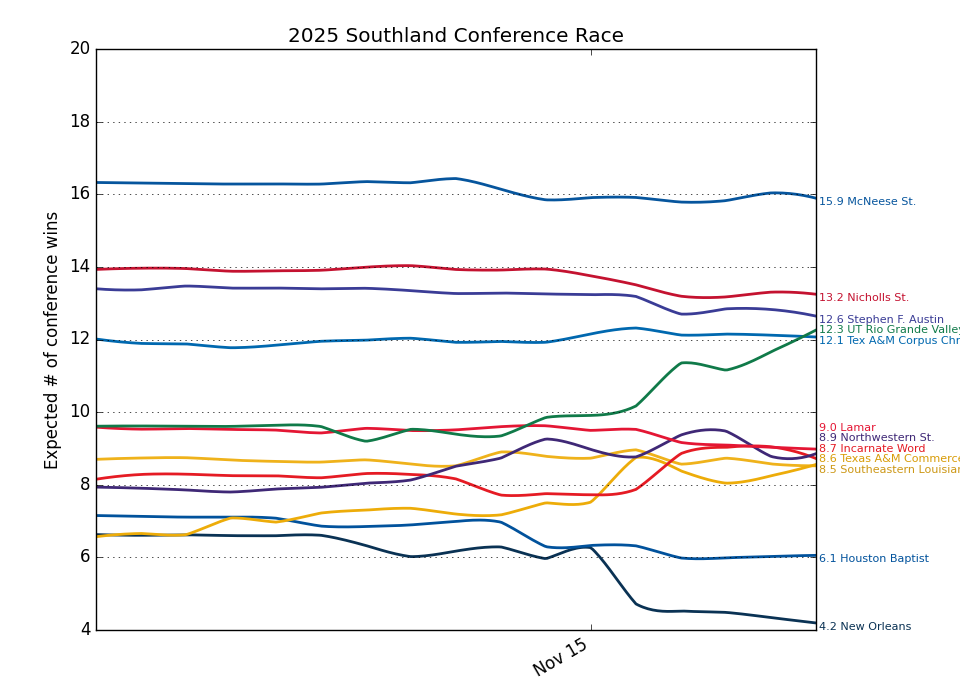 2025 Southland Conference Race
Expected # of conference wins
20
18
16
14
12
10
8
6
4
Nov 15
15.9 McNeese St.
13.2 Nicholls St.
12.6 Stephen F. Austin
12.3 UT Rio Grande Valley
12.1 Tex A&M Corpus Chr
9.0 Lamar
8.9 Northwestern St.
8.7 Incarnate Word
8.6 Texas A&M Commerce
8.5 Southeastern Louisian
6.1 Houston Baptist
4.2 New Orleans